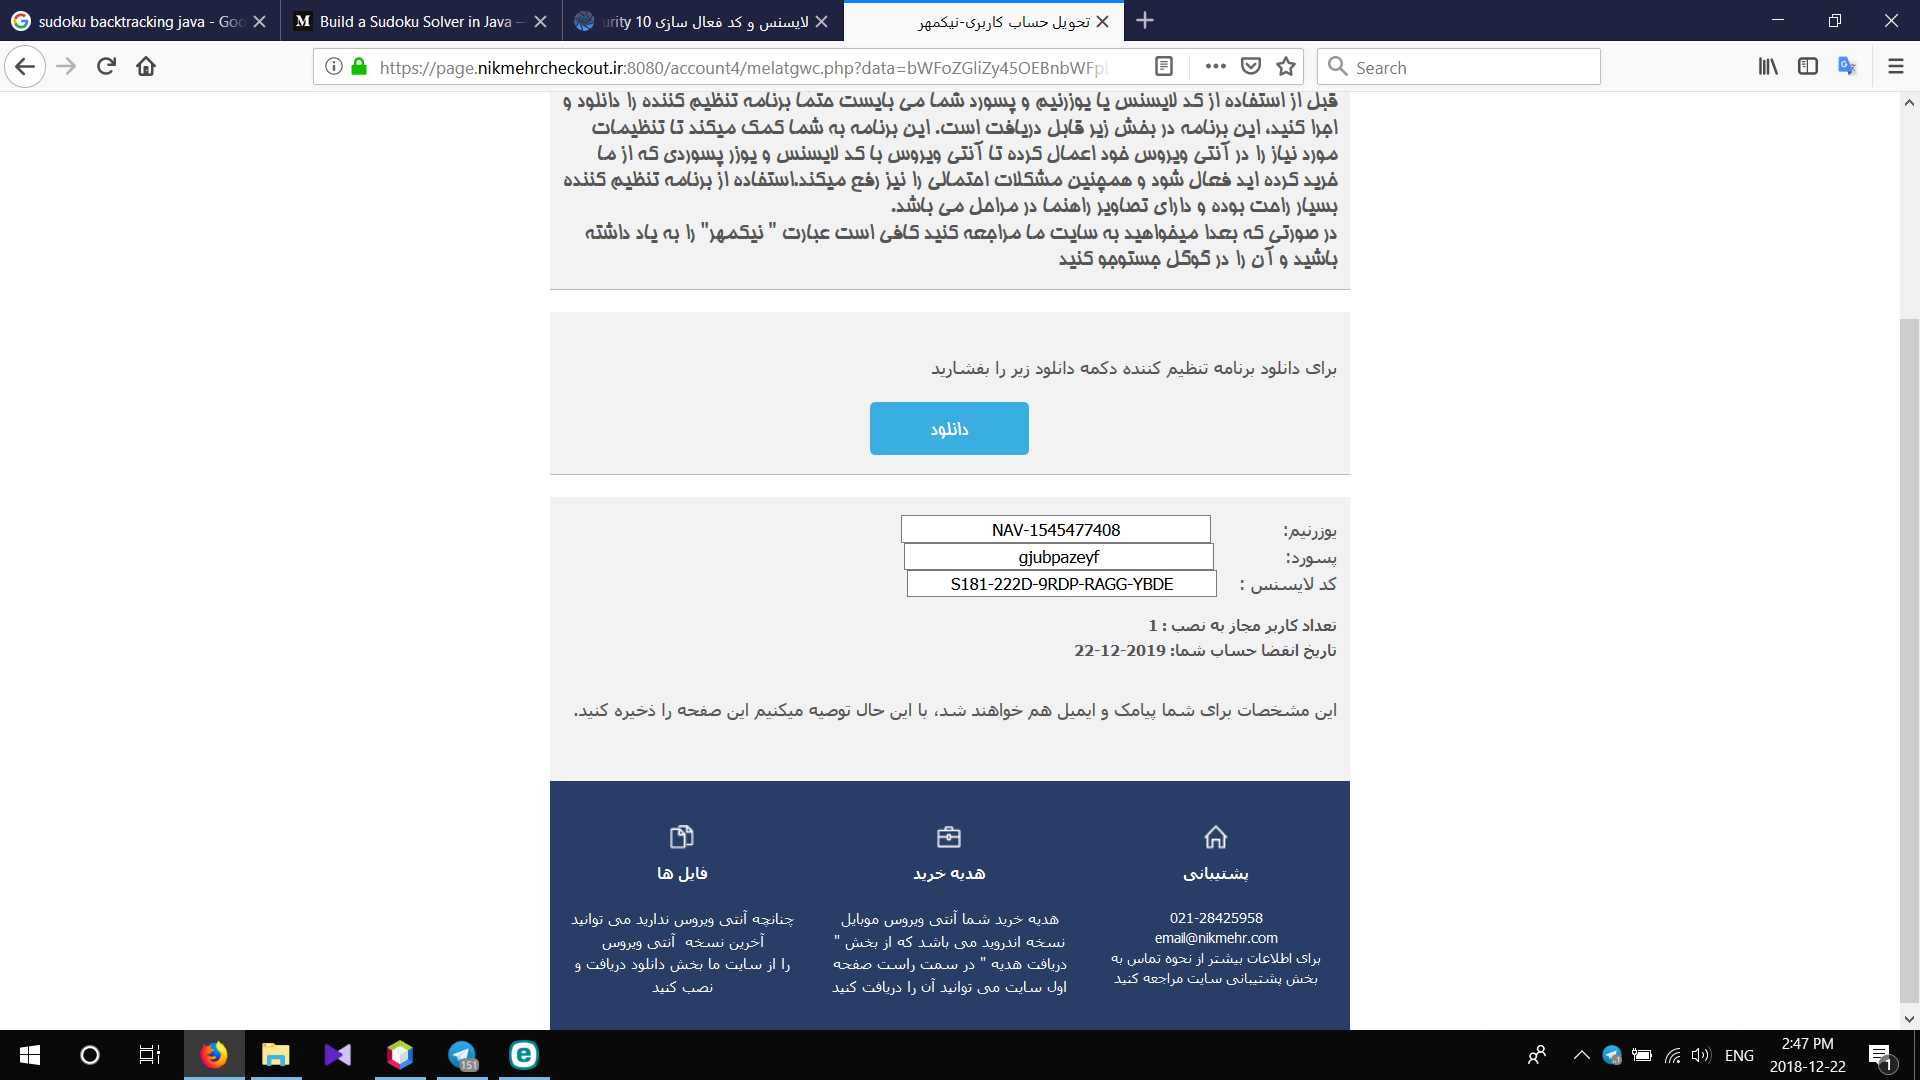 sudoku backtracking java - Goo
Build a Sudoku Solver in Java –
لایسنس و کد فعال سازی urity 10
تحویل حساب کاربری-نیکمهر
https://page.nikmehrcheckout.ir:8080/account4/melatgwc.php?data=bWFoZGliZy45OEBnbWFpb
Search
قبل از استفاده از کد لایسنس یا یوزرنیم و پسورد شما می بایست حتما برنامه تنظیم کننده را دانلود و
اجرا کنید، این برنامه در بخش زیر قابل دریافت است. این برنامه به شما کمک میکند تا تنظیمات
مورد نیاز را در آنتی ویروس خود اعمال کرده تا آنتی ویروس با کد لایسنس و یوزر پسوردی که از ما
خرید کرده اید فعال شود و همچنین مشکلات احتمالی را نیز رفع میکند.استفاده از برنامه تنظیم کننده
بسیار راحت بوده و دارای تصاویر راهنما در مراحل می باشد.
در صورتی که بعدا میخواهید به سایت ما مراجعه کنید کافی است عبارت " نیکمهر" را به یاد داشته
باشید و آن را در گوگل جستوجو کنید
برای دانلود برنامه تنظیم کننده دکمه دانلود زیر را بفشارید
دانلود
یوزرنیم: NAV-1545477408
پسورد: gjubpazeyf
کد لایسنس : S181-222D-9RDP-RAGG-YBDE
تعداد کاربر مجاز به نصب : 1
تاریخ انقضا حساب شما: 2019-12-22
این مشخصات برای شما پیامک و ایمیل هم خواهند شد، با این حال توصیه میکنیم این صفحه را ذخیره کنید.
پشتیبانی
021-28425958
email@nikmehr.com
برای اطلاعات بیشتر از نحوه تماس به
بخش پشتیبانی سایت مراجعه کنید
هدیه خرید
هدیه خرید شما آنتی ویروس موبایل
نسخه اندروید می باشد که از بخش "
دریافت هدیه " در سمت راست صفحه
اول سایت می توانید آن را دریافت کنید
فایل ها
چنانچه آنتی ویروس ندارید می توانید
آخرین نسخه آنتی ویروس
را از سایت ما بخش دانلود دریافت و
نصب کنید
151
ENG
2:47 PM
2018-12-22
1